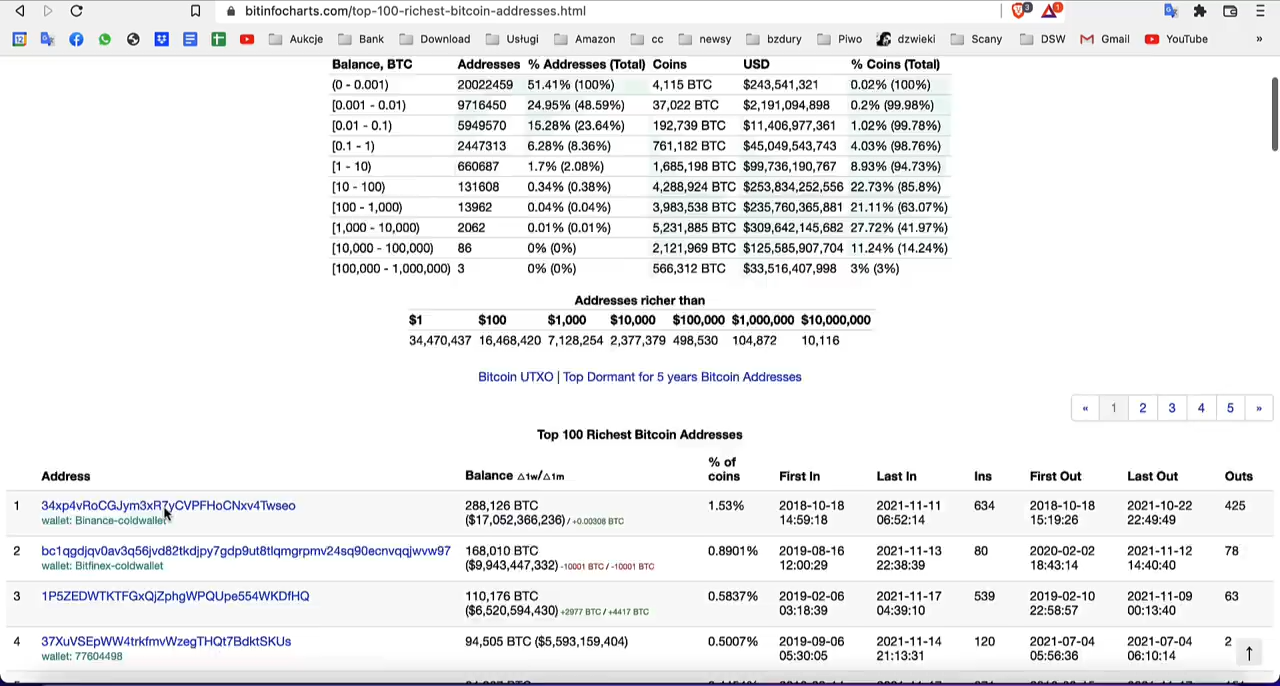 bitinfocharts.com/top-100-richest-bitcoin-addresses.html
Aukcje Bank Download Usługi Amazon cc newsy bzdury Piwo dzwieki Scany DSW Gmail YouTube »
Balance, BTC Addresses % Addresses (Total) Coins USD % Coins (Total)
(0 - 0.001) 20022459 51.41% (100%) 4,115 BTC $243,541,321 0.02% (100%)
[0.001 - 0.01) 9716450 24.95% (48.59%) 37,022 BTC $2,191,094,898 0.2% (99.98%)
[0.01 - 0.1) 5949570 15.28% (23.64%) 192,739 BTC $11,406,977,361 1.02% (99.78%)
[0.1 - 1) 2447313 6.28% (8.36%) 761,182 BTC $45,049,543,743 4.03% (98.76%)
[1 - 10) 660687 1.7% (2.08%) 1,685,198 BTC $99,736,190,767 8.93% (94.73%)
[10 - 100) 131608 0.34% (0.38%) 4,288,924 BTC $253,834,252,556 22.73% (85.8%)
[100 - 1,000) 13962 0.04% (0.04%) 3,983,538 BTC $235,760,365,881 21.11% (63.07%)
[1,000 - 10,000) 2062 0.01% (0.01%) 5,231,885 BTC $309,642,145,682 27.72% (41.97%)
[10,000 - 100,000) 86 0% (0%) 2,121,969 BTC $125,585,907,704 11.24% (14.24%)
[100,000 - 1,000,000) 3 0% (0%) 566,312 BTC $33,516,407,998 3% (3%)
Addresses richer than
$1 $100 $1,000 $10,000 $100,000 $1,000,000 $10,000,000
34,470,437 16,468,420 7,128,254 2,377,379 498,530 104,872 10,116
Bitcoin UTXO | Top Dormant for 5 years Bitcoin Addresses
« 1 2 3 4 5 »
Top 100 Richest Bitcoin Addresses
Address Balance △1w/△1m % of coins First In Last In Ins First Out Last Out Outs
1 34xp4vRoCGJym3xR7yCVPFHoCNxv4Twseo 288,126 BTC 1.53% 2018-10-18 2021-11-11 634 2018-10-18 2021-10-22 425
wallet: Binance-coldwallet ($17,052,366,236) / +0.00308 BTC 14:59:18 06:52:14 15:19:26 22:49:49
2 bc1qgdjqv0av3q56jvd82tkdjpy7gdp9ut8tlqmgrpmv24sq90ecnvqqjwvw97 168,010 BTC 0.8901% 2019-08-16 2021-11-13 80 2020-02-02 2021-11-12 78
wallet: Bitfinex-coldwallet ($9,943,447,332) -10001 BTC / -10001 BTC 12:00:29 22:38:39 18:43:14 14:40:40
3 1P5ZEDWTKTFGxQjZphgWPQUpe554WKDfHQ 110,176 BTC 0.5837% 2019-02-06 2021-11-17 539 2019-02-10 2021-11-09 63
($6,520,594,430) +2977 BTC / +4417 BTC 03:18:39 04:39:10 22:58:57 00:13:40
4 37XuVSEpWW4trkfmvWzegTHQt7BdktSKUs 94,505 BTC ($5,593,159,404) 0.5007% 2019-09-06 2021-11-14 120 2021-07-04 2021-07-04 2
wallet: 77604498 05:30:05 21:13:31 05:56:36 06:10:14